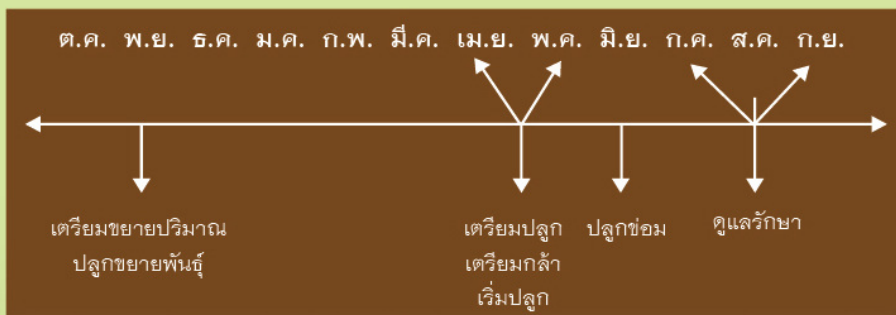 ต.ค. พ.ย. ธ.ค. ม.ค. ก.พ. มี.ค. เม.ย. พ.ค. มิ.ย. ก.ค. ส.ค. ก.ย.
เตรียมขยายปริมาณ
ปลูกขยายพันธุ์
เตรียมปลูก
เตรียมกล้า
เริ่มปลูก
ปลูกซ่อม
ดูแลรักษา